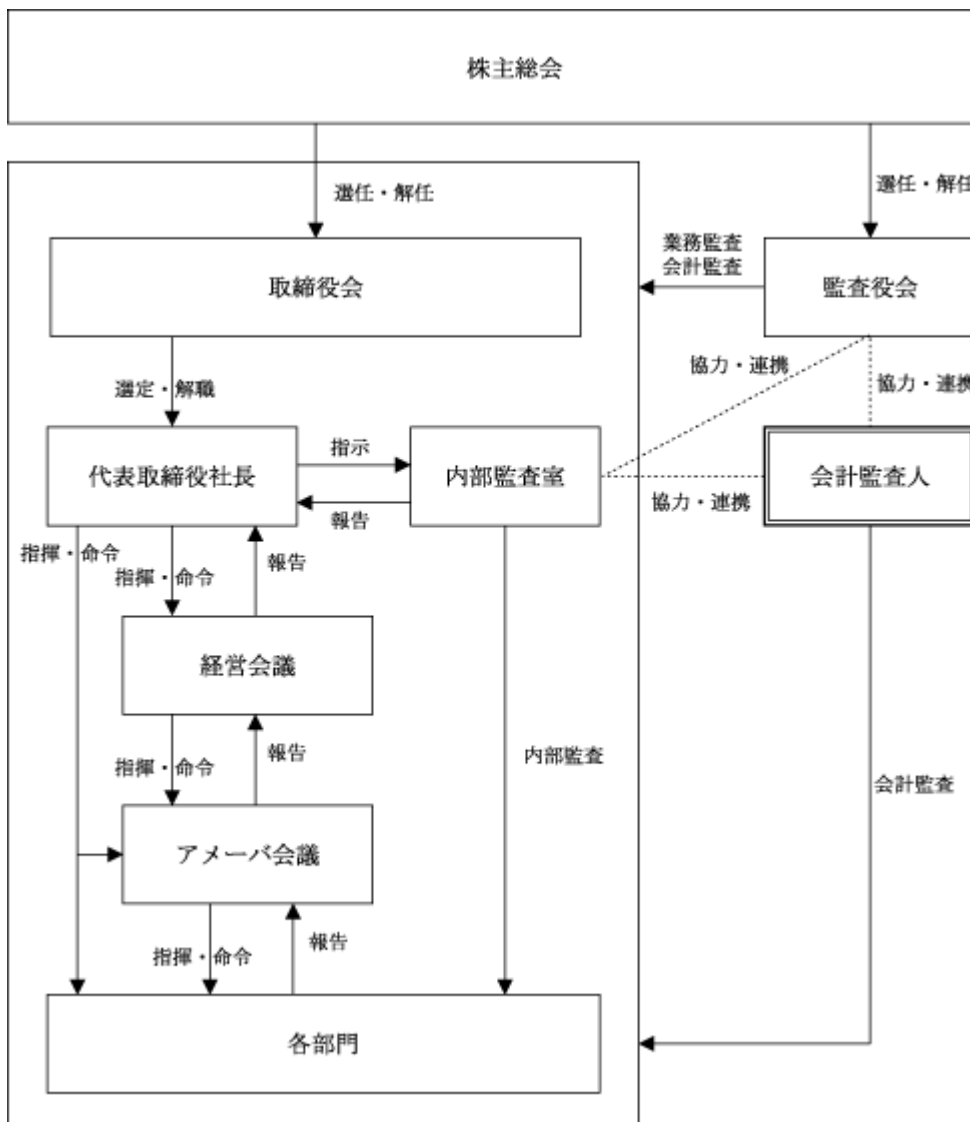 株主総会
選任・解任
選任・解任
業務監査
会計監査
取締役会
監査役会
協力・連携
選定・解職
協力・連携
代表取締役社長
指示
報告
内部監査室
協力・連携
会計監査人
指揮・命令
指揮・命令
報告
経営会議
指揮・命令
報告
内部監査
会計監査
アメーバ会議
指揮・命令
報告
各部門